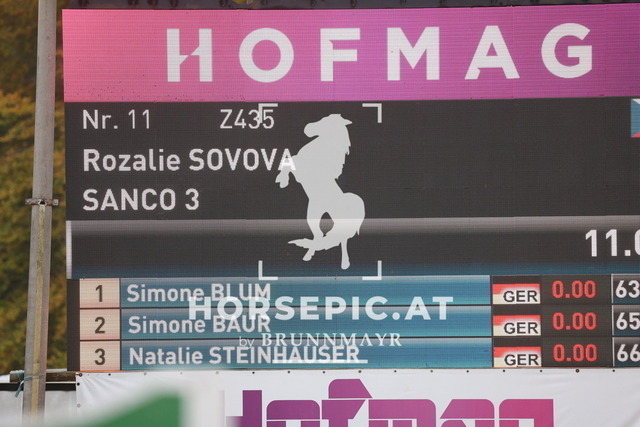 HOFMAG
Nr. 11 Z435
Rozalie SOVOVA
SANCO 3
11.0
1 Simone BLUM GER 0.00 63
HORSEPIC.AT
2 Simone BAUR GER 0.00 65
by BRUNNMAYR
3 Natalie STEINHAUSER GER 0.00 66
Hofmag